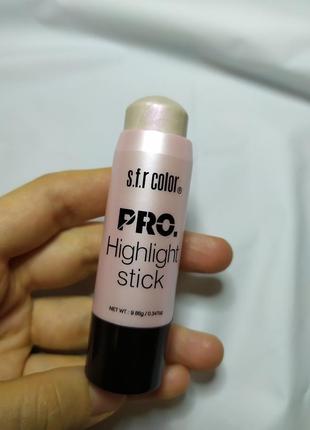 s.f.r color®
PRO.
Highlight
stick
NET WT : 9.86g / 0.347oz